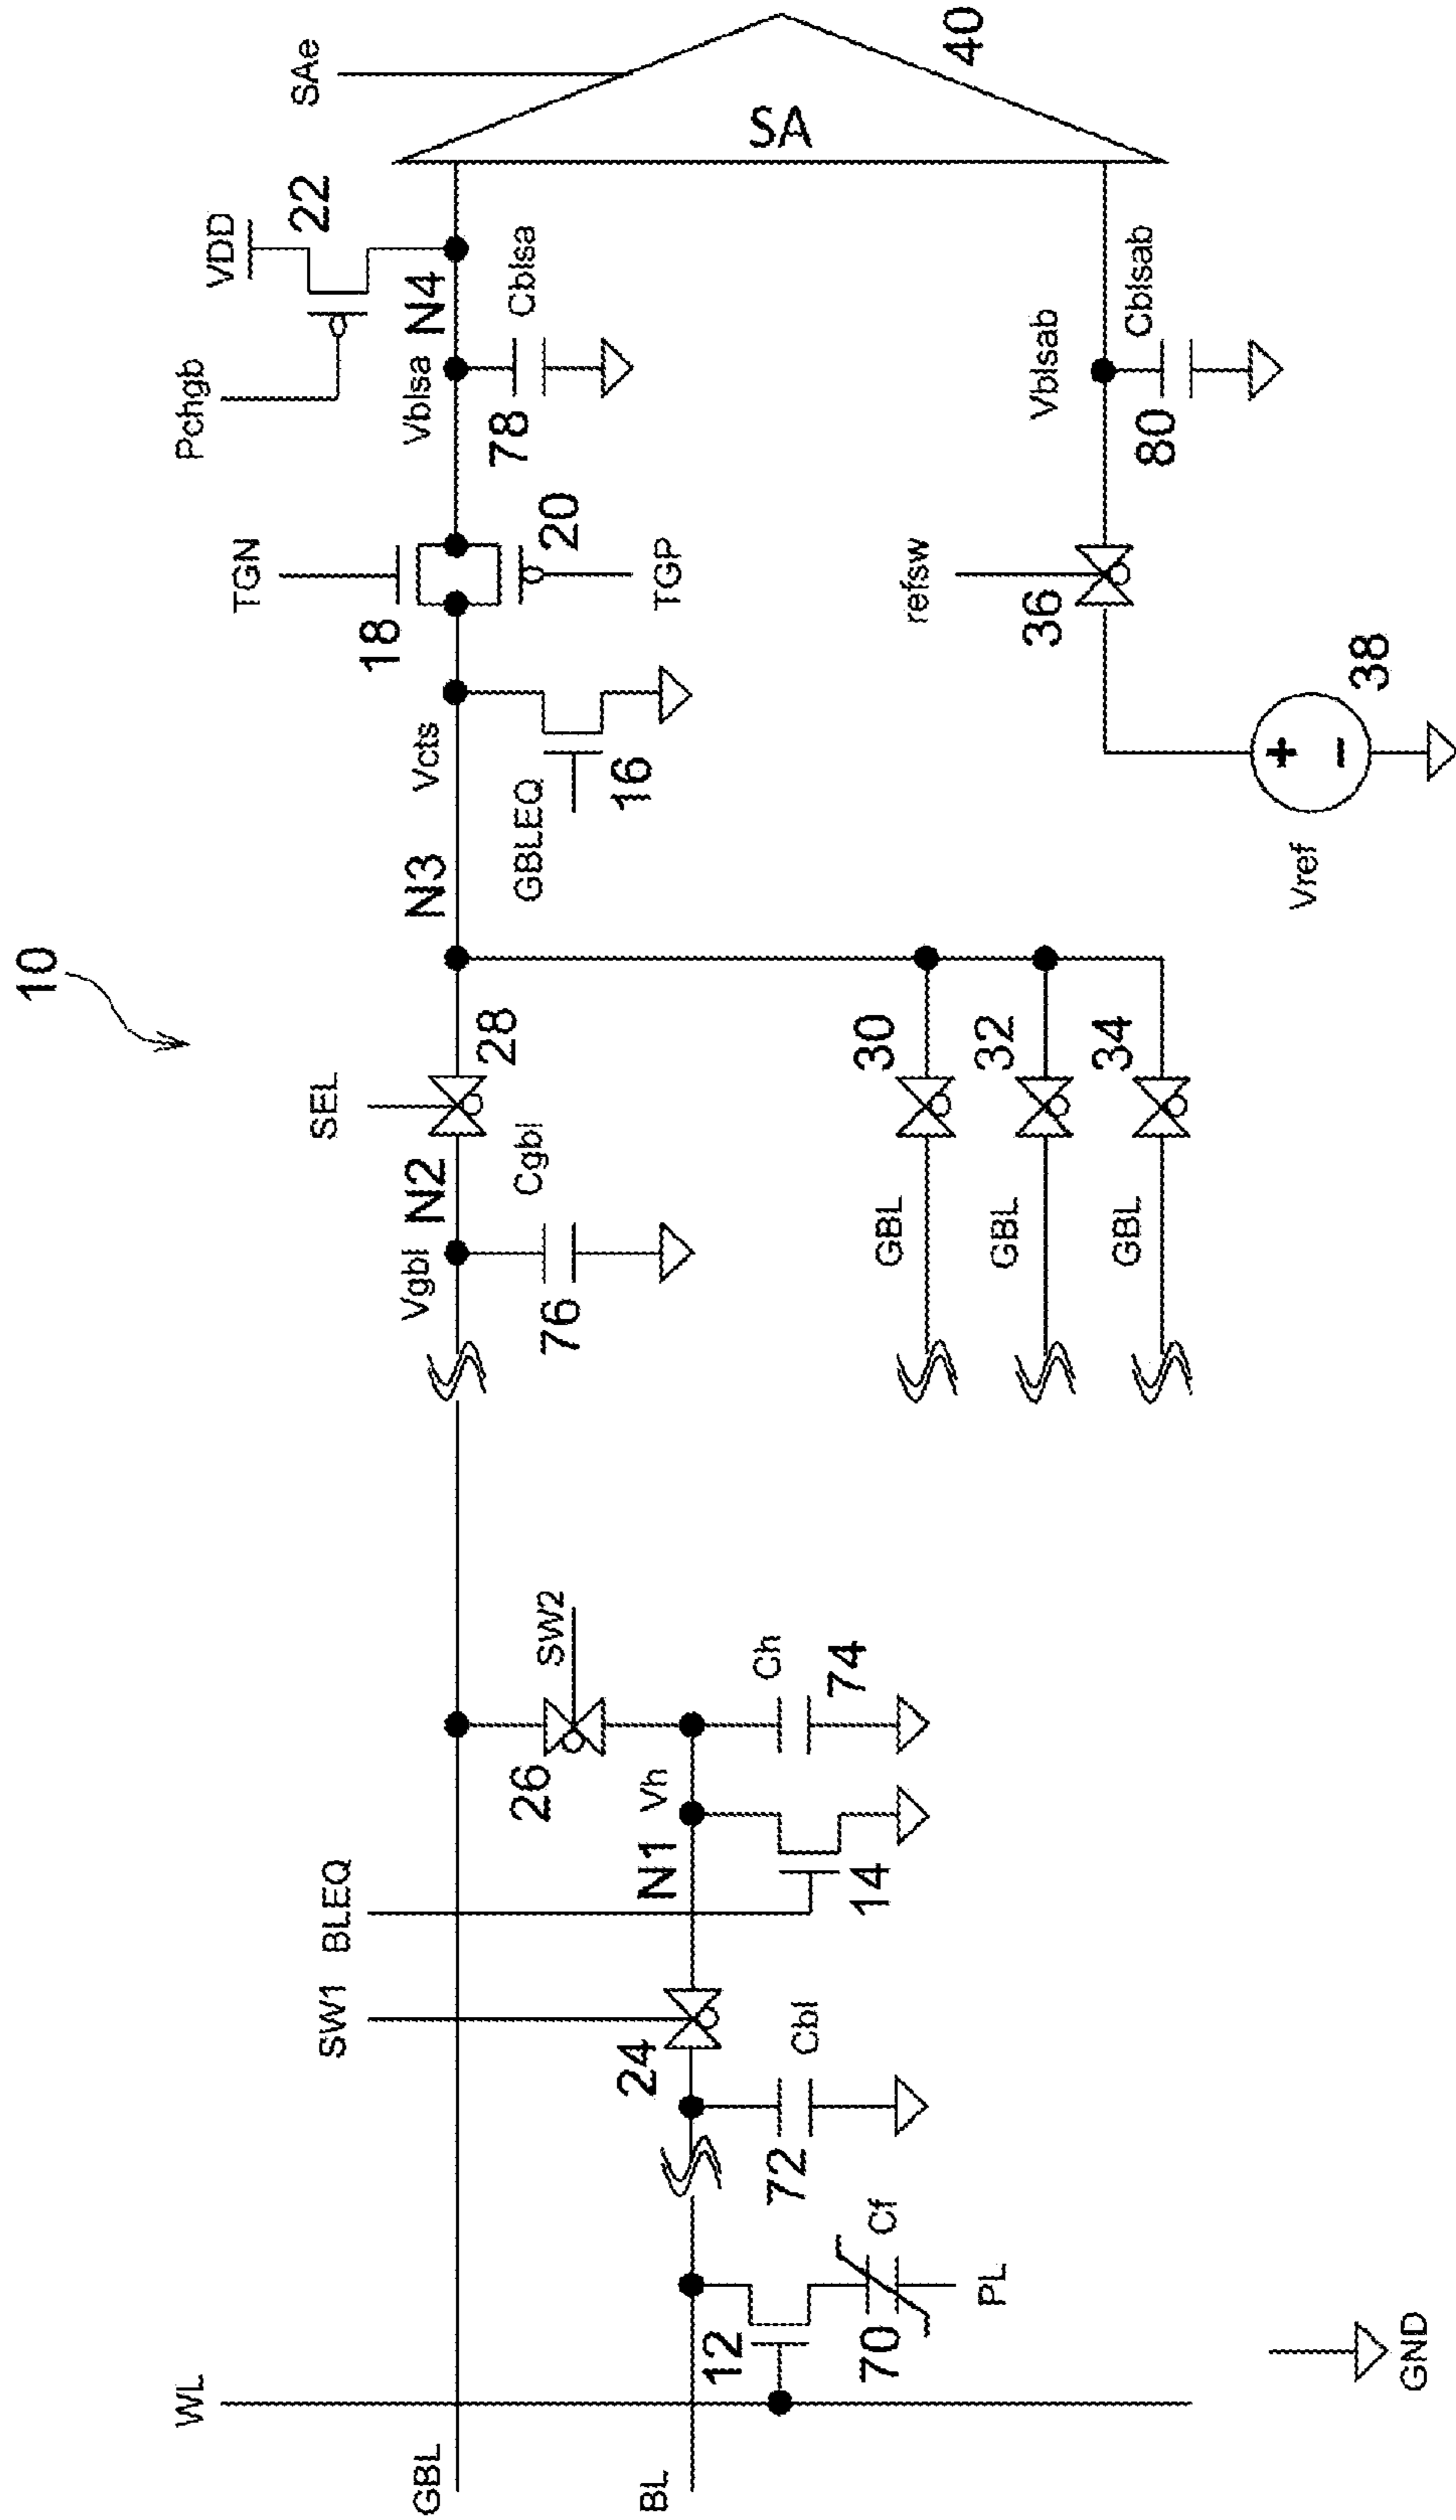 10
WL
GBL
BL
12
70
Cf
PL
GND
72
Cbl
24
SW1
BLEQ
N1
Vh
14
26
SW2
Ch
74
Vgbl
N2
76
Cgbl
SEL
28
GBL
30
GBL
32
GBL
34
N3
Vcts
GBLEQ
16
TGN
18
20
TGP
Vblsa
N4
78
Cblsa
Pchgb
VDD
22
SAe
SA
40
Vref
38
refsw
36
Vblsab
80
Cblsab
+
−